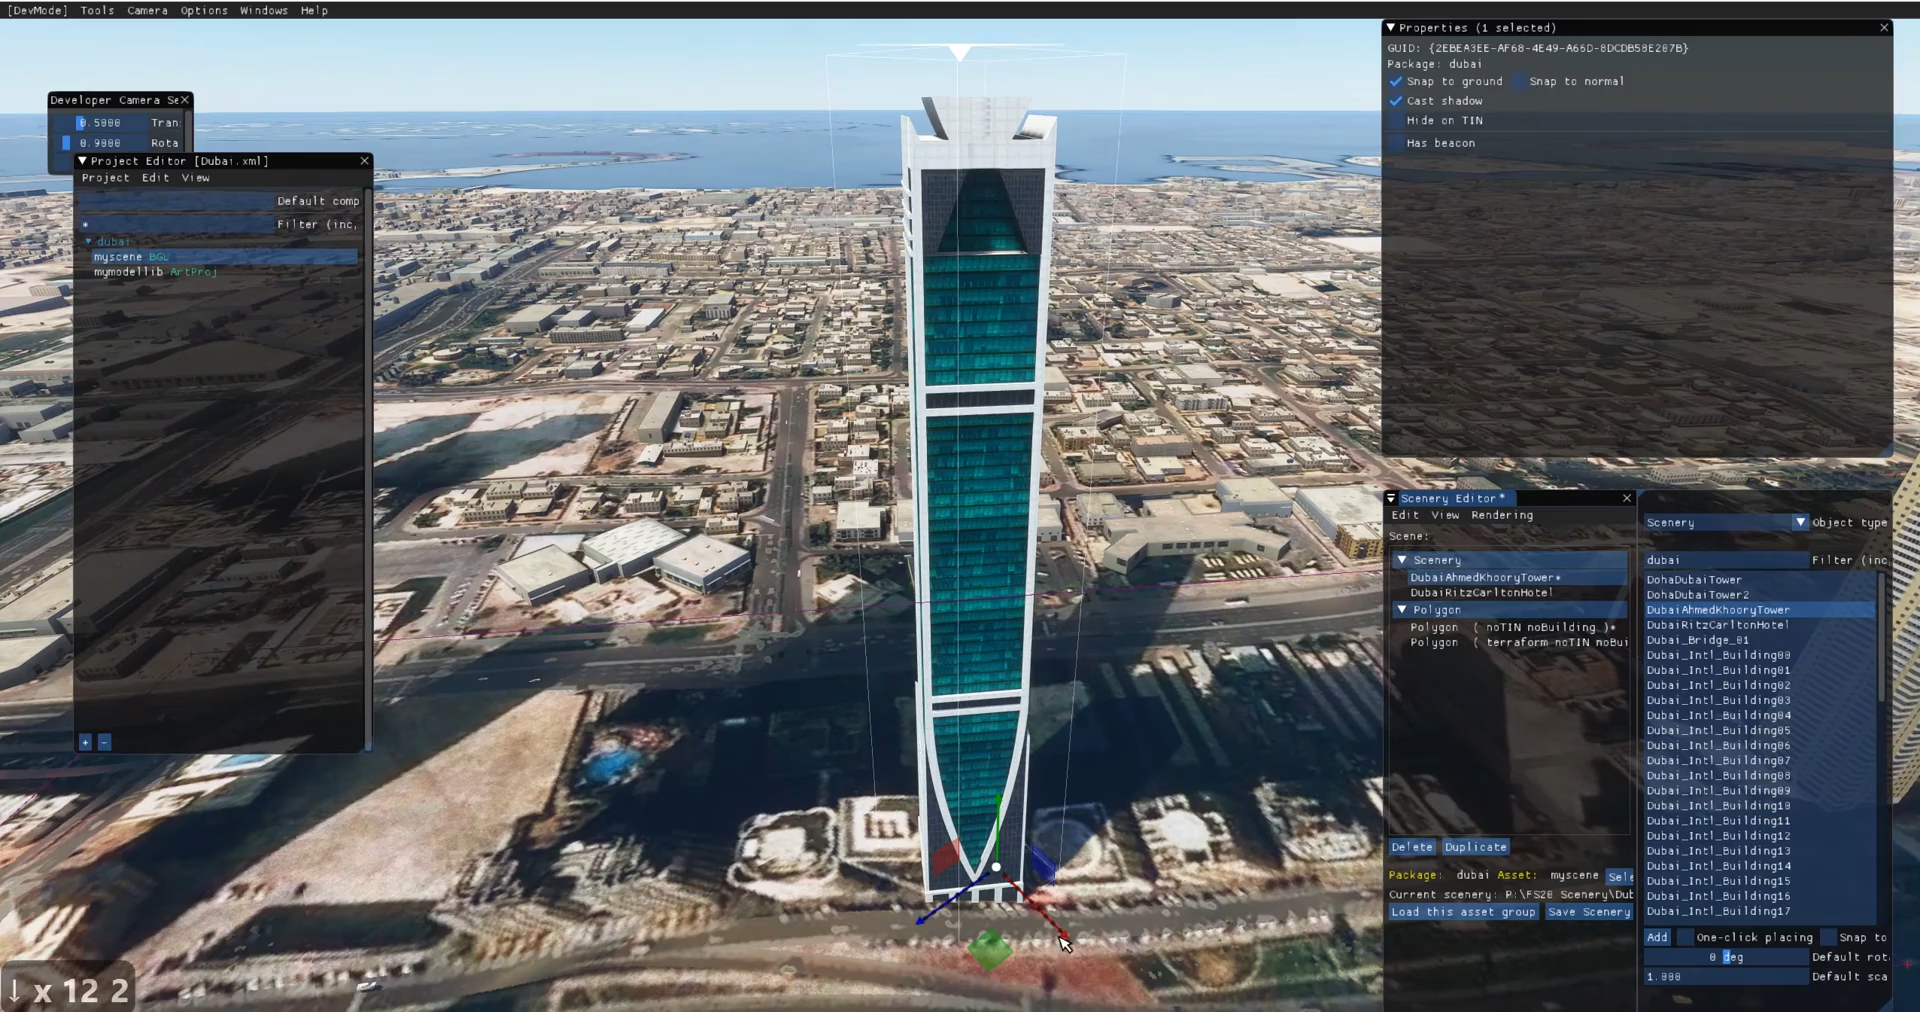 [DevMode] Tools Camera Options Windows Help
Developer Camera Se
0.5000 Tran
0.9000 Rota
Project Editor [Dubai.xml]
Project Edit View
Default comp
* Filter (inc,
dubai
myscene BGL
mymodellib ArtProj
+ -
Properties (1 selected)
GUID: {2EBEA3EE-AF68-4E49-A66D-8DCDB58E207B}
Package: dubai
Snap to ground Snap to normal
Cast shadow
Hide on TIN
Has beacon
Scenery Editor*
Edit View Rendering
Scene:
Scenery
DubaiAhmedKhooryTower*
DubaiRitzCarltonHotel
Polygon
Polygon ( noTIN noBuilding )*
Polygon ( terraform noTIN noBui
Delete Duplicate
Package: dubai Asset: myscene Sele
Current scenery: P:\FS20 Scenery\Dub
Load this asset group Save Scenery
Scenery Object type
dubai Filter (inc
DohaDubaiTower
DohaDubaiTower2
DubaiAhmedKhooryTower
DubaiRitzCarltonHotel
Dubai_Bridge_01
Dubai_Intl_Building00
Dubai_Intl_Building01
Dubai_Intl_Building02
Dubai_Intl_Building03
Dubai_Intl_Building04
Dubai_Intl_Building05
Dubai_Intl_Building06
Dubai_Intl_Building07
Dubai_Intl_Building08
Dubai_Intl_Building09
Dubai_Intl_Building10
Dubai_Intl_Building11
Dubai_Intl_Building12
Dubai_Intl_Building13
Dubai_Intl_Building14
Dubai_Intl_Building15
Dubai_Intl_Building16
Dubai_Intl_Building17
Add One-click placing Snap to
0 deg Default rot
1.000 Default sca
↓ x 12 2